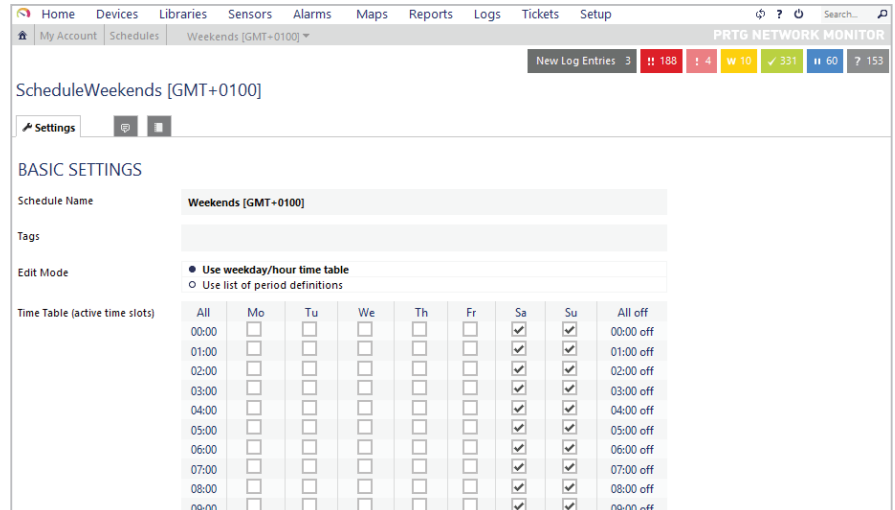 Home Devices Libraries Sensors Alarms Maps Reports Logs Tickets Setup ? Search...
My Account Schedules Weekends [GMT+0100] PRTG NETWORK MONITOR
New Log Entries 3 !! 188 ! 4 W 10 331 60 ? 153
ScheduleWeekends [GMT+0100]
Settings
BASIC SETTINGS
Schedule Name Weekends [GMT+0100]
Tags
Edit Mode Use weekday/hour time table
Use list of period definitions
Time Table (active time slots) All Mo Tu We Th Fr Sa Su All off
00:00 00:00 off
01:00 01:00 off
02:00 02:00 off
03:00 03:00 off
04:00 04:00 off
05:00 05:00 off
06:00 06:00 off
07:00 07:00 off
08:00 08:00 off
09:00 09:00 off